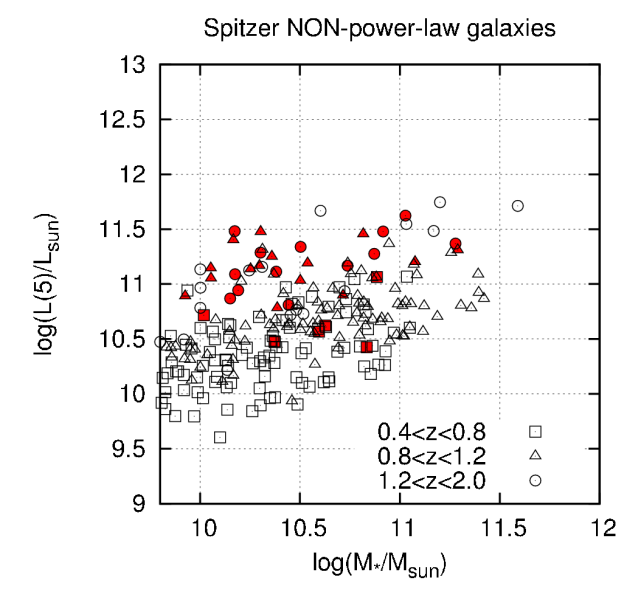 Spitzer NON-power-law galaxies
13
12.5
12
11.5
11
10.5
10
9.5
9
log(L(5)/Lsun)
0.4<z<0.8
0.8<z<1.2
1.2<z<2.0
10
10.5
11
11.5
12
log(M*/Msun)